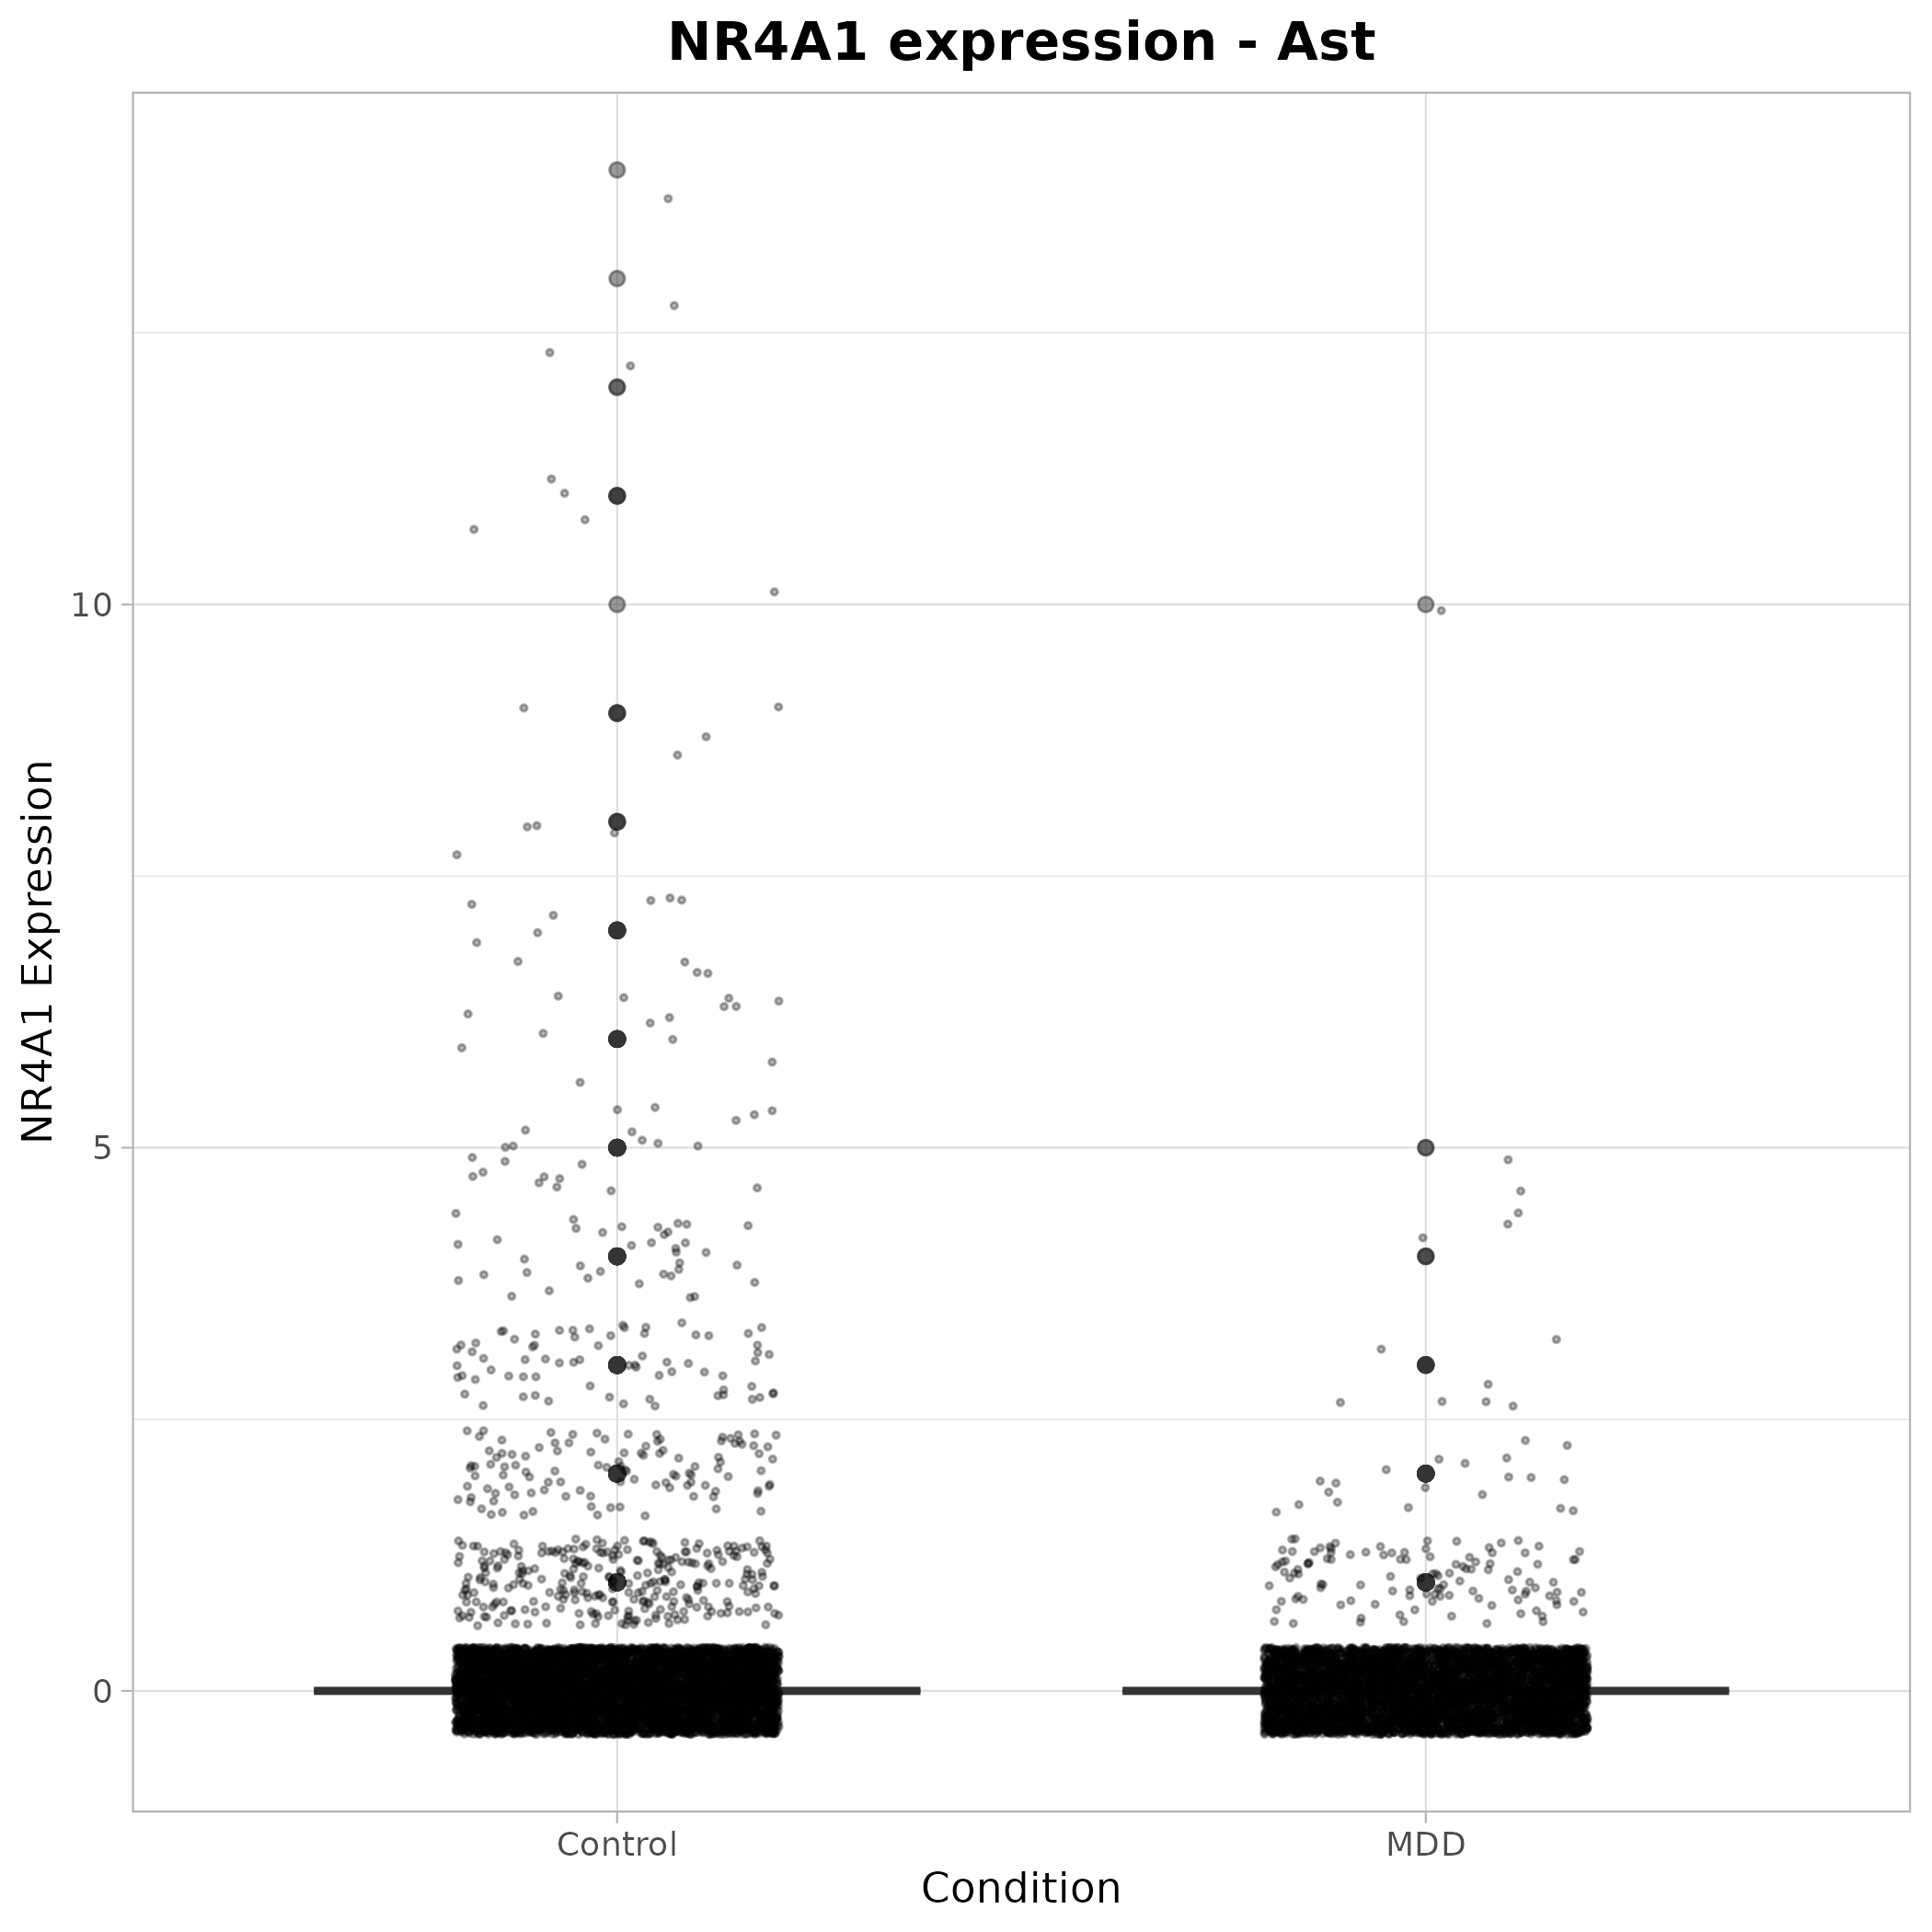 NR4A1 expression - Ast
NR4A1 Expression
10
5
0
Control
MDD
Condition